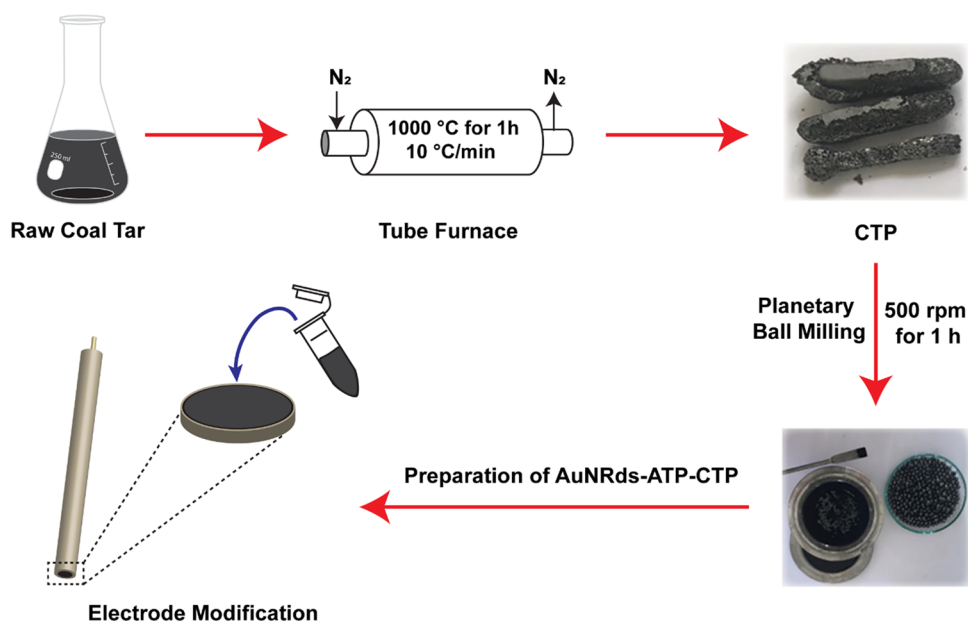 N₂
N₂
1000 °C for 1h
10 °C/min
250 ml
Raw Coal Tar
Tube Furnace
CTP
Planetary
Ball Milling
500 rpm
for 1 h
Preparation of AuNRds-ATP-CTP
Electrode Modification